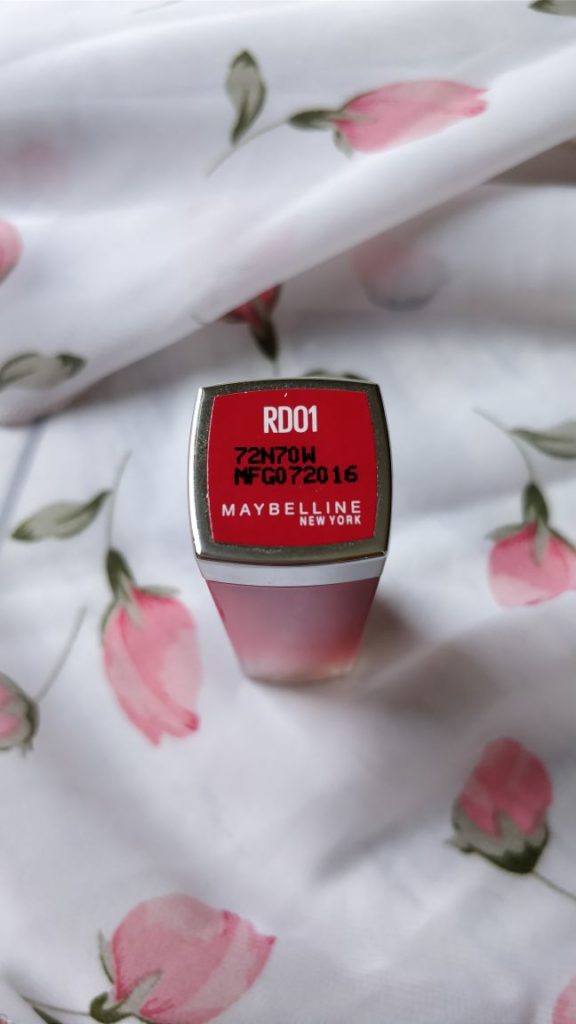 RD01
72N70W
MFG072016
MAYBELLINE
NEW YORK